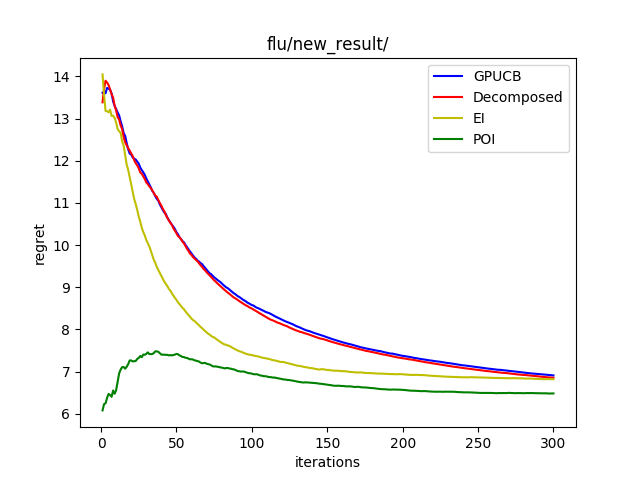 flu/new_result/
GPUCB
Decomposed
EI
POI
regret
14
13
12
11
10
9
8
7
6
0
50
100
150
200
250
300
iterations